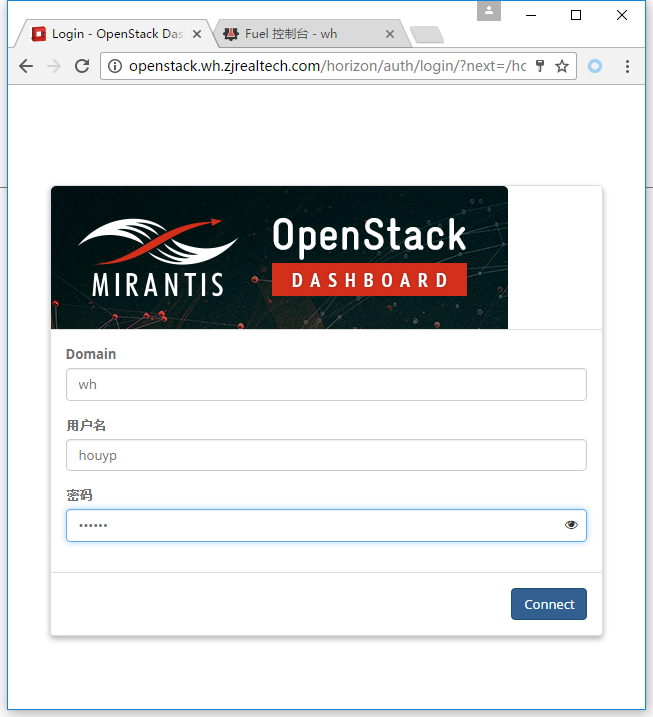 Login - OpenStack Das
Fuel 控制台 - wh
openstack.wh.zjrealtech.com/horizon/auth/login/?next=/ho
MIRANTIS
OpenStack
DASHBOARD
Domain
wh
用户名
houyp
密码
••••••
Connect